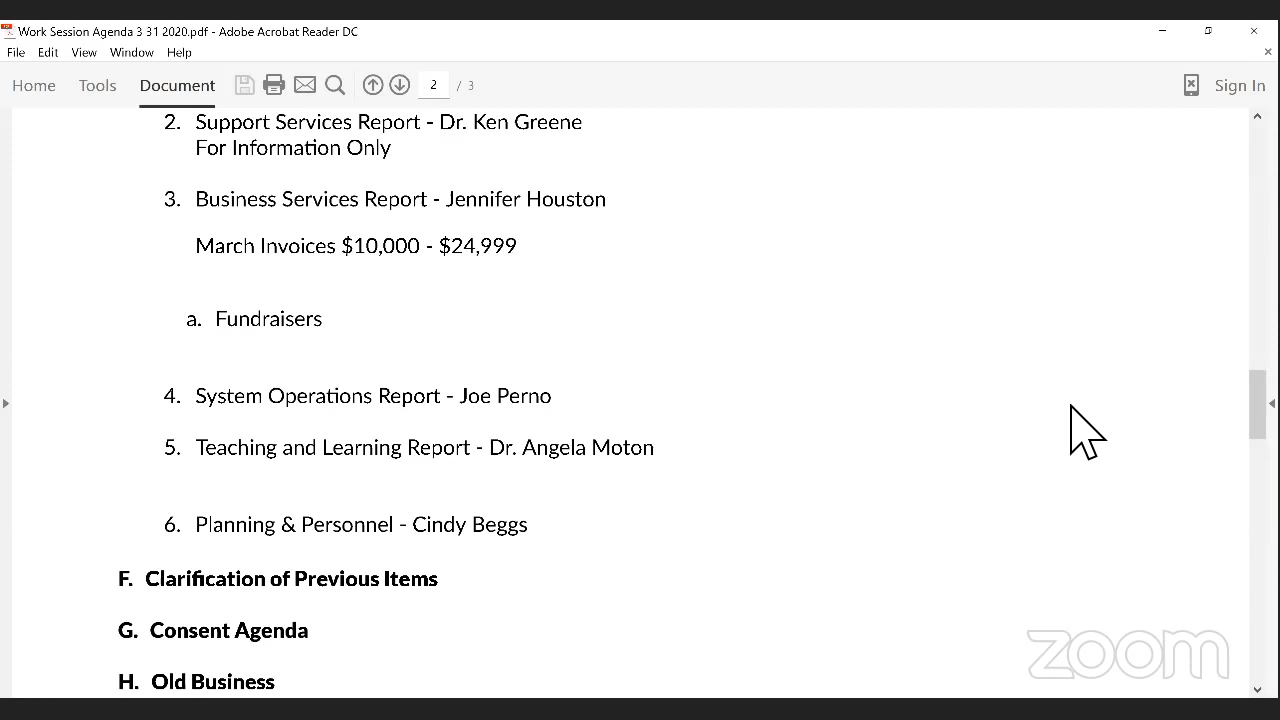 Work Session Agenda 3 31 2020.pdf - Adobe Acrobat Reader DC
File Edit View Window Help
Home Tools Document 2 / 3 Sign In
2. Support Services Report - Dr. Ken Greene
For Information Only
3. Business Services Report - Jennifer Houston
March Invoices $10,000 - $24,999
a. Fundraisers
4. System Operations Report - Joe Perno
5. Teaching and Learning Report - Dr. Angela Moton
6. Planning & Personnel - Cindy Beggs
F. Clarification of Previous Items
G. Consent Agenda
H. Old Business
zoom